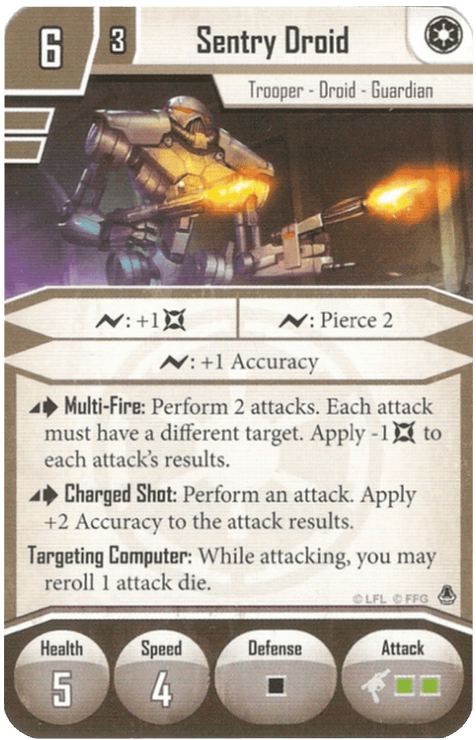 6
3
Sentry Droid
Trooper - Droid - Guardian
: +1
: Pierce 2
: +1 Accuracy
Multi-Fire: Perform 2 attacks. Each attack
must have a different target. Apply -1 to
each attack's results.
Charged Shot: Perform an attack. Apply
+2 Accuracy to the attack results.
Targeting Computer: While attacking, you may
reroll 1 attack die.
© LFL © FFG
Health
5
Speed
4
Defense
Attack